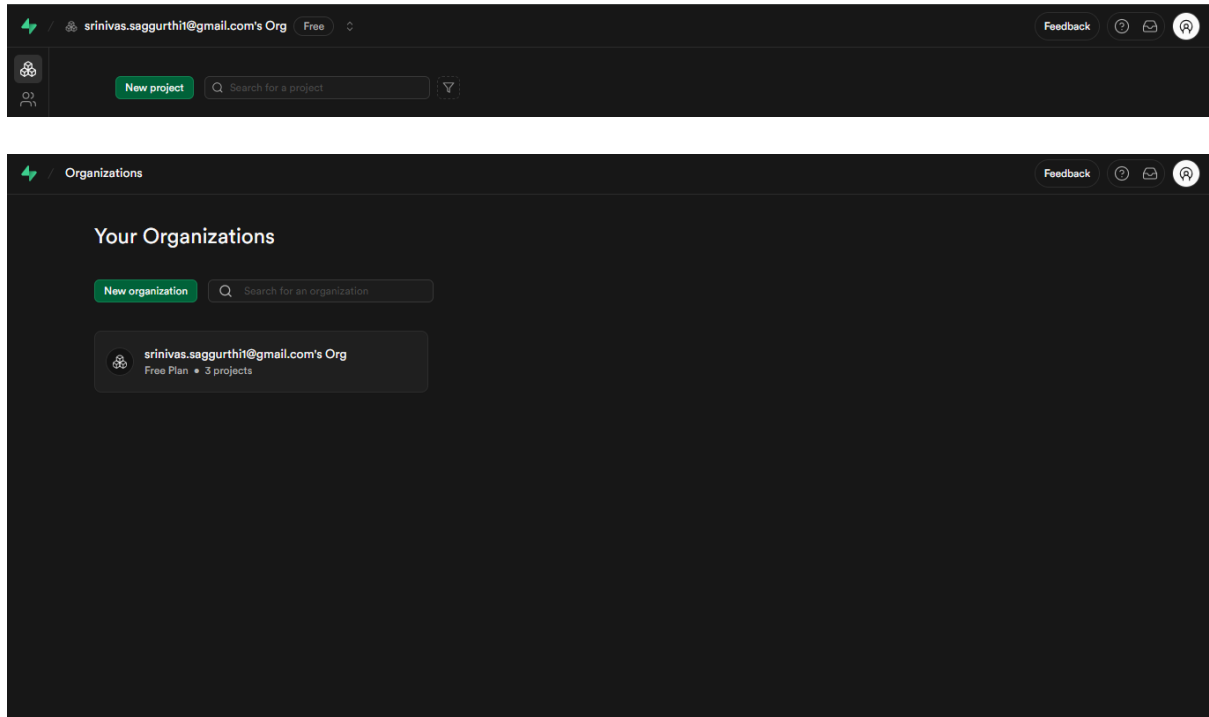 srinivas.saggurthi1@gmail.com's Org Free Feedback
New project Search for a project
Organizations Feedback
Your Organizations
New organization Search for an organization
srinivas.saggurthi1@gmail.com's Org
Free Plan • 3 projects